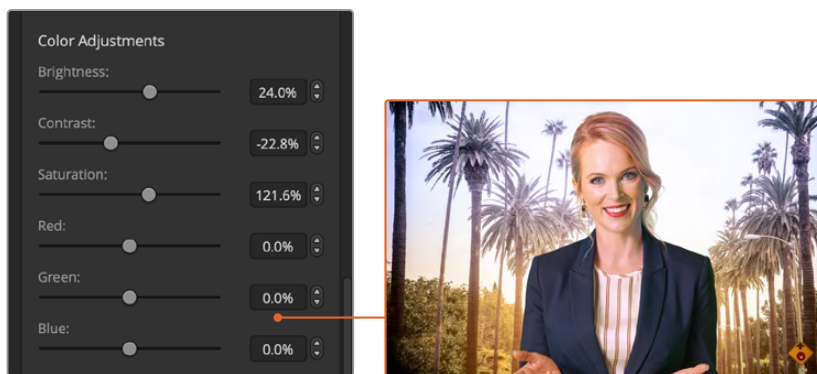 Color Adjustments
Brightness:
24.0%
Contrast:
-22.8%
Saturation:
121.6%
Red:
0.0%
Green:
0.0%
Blue:
0.0%